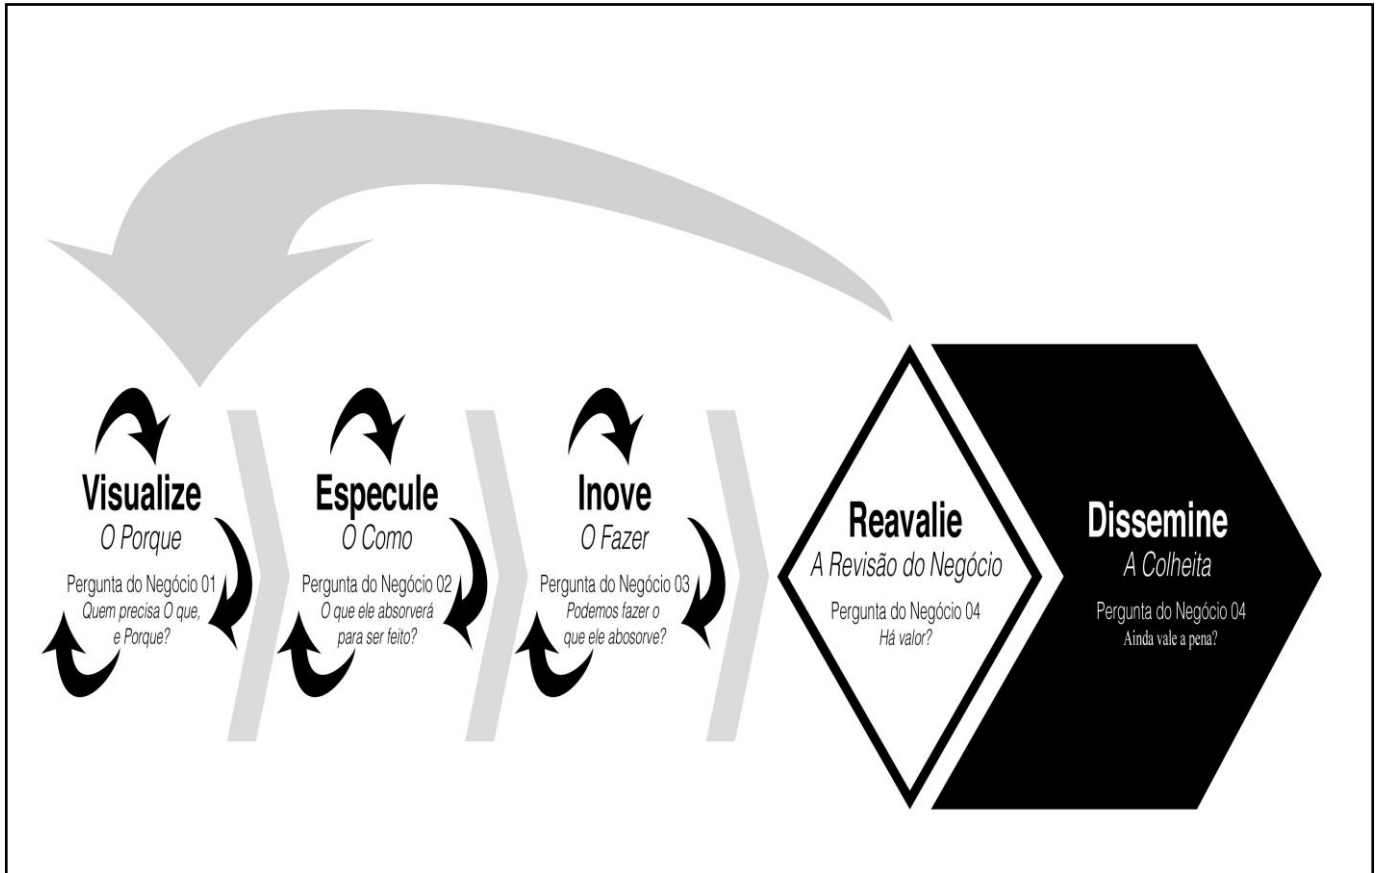 Visualize
O Porque
Pergunta do Negócio 01
Quem precisa O que,
e Porque?
Especule
O Como
Pergunta do Negócio 02
O que ele absorverá
para ser feito?
Inove
O Fazer
Pergunta do Negócio 03
Podemos fazer o
que ele abosorve?
Reavalie
A Revisão do Negócio
Pergunta do Negócio 04
Há valor?
Dissemine
A Colheita
Pergunta do Negócio 04
Ainda vale a pena?